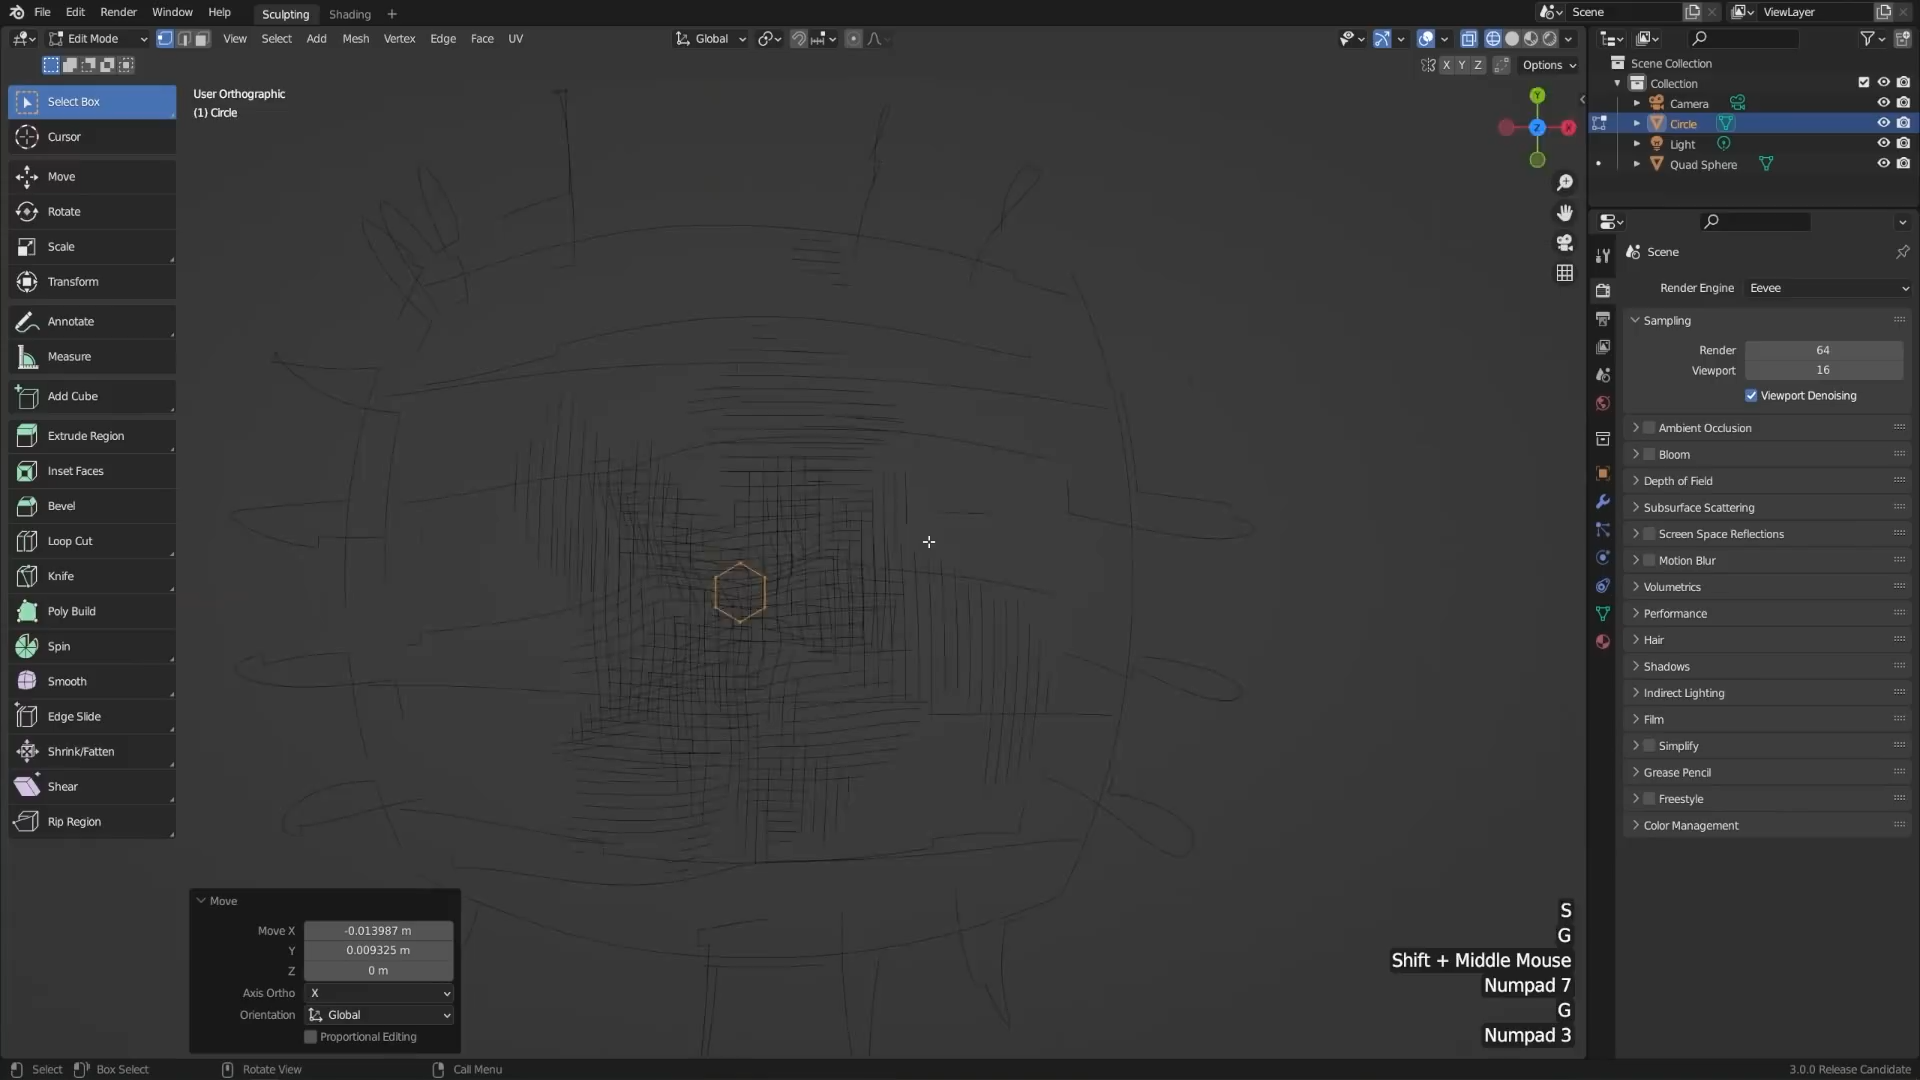 File Edit Render Window Help Sculpting Shading + Scene ViewLayer
Edit Mode View Select Add Mesh Vertex Edge Face UV Global
X Y Z Options
User Orthographic
(1) Circle
Select Box
Cursor
Move
Rotate
Scale
Transform
Annotate
Measure
Add Cube
Extrude Region
Inset Faces
Bevel
Loop Cut
Knife
Poly Build
Spin
Smooth
Edge Slide
Shrink/Fatten
Shear
Rip Region
Y
Z X
Move
Move X -0.013987 m
Y 0.009325 m
Z 0 m
Axis Ortho X
Orientation Global
Proportional Editing
S
G
Shift + Middle Mouse
Numpad 7
G
Numpad 3
Scene Collection
Collection
Camera
Circle
Light
Quad Sphere
Scene
Render Engine Eevee
Sampling
Render 64
Viewport 16
Viewport Denoising
Ambient Occlusion
Bloom
Depth of Field
Subsurface Scattering
Screen Space Reflections
Motion Blur
Volumetrics
Performance
Hair
Shadows
Indirect Lighting
Film
Simplify
Grease Pencil
Freestyle
Color Management
Select Box Select Rotate View Call Menu 3.0.0 Release Candidate